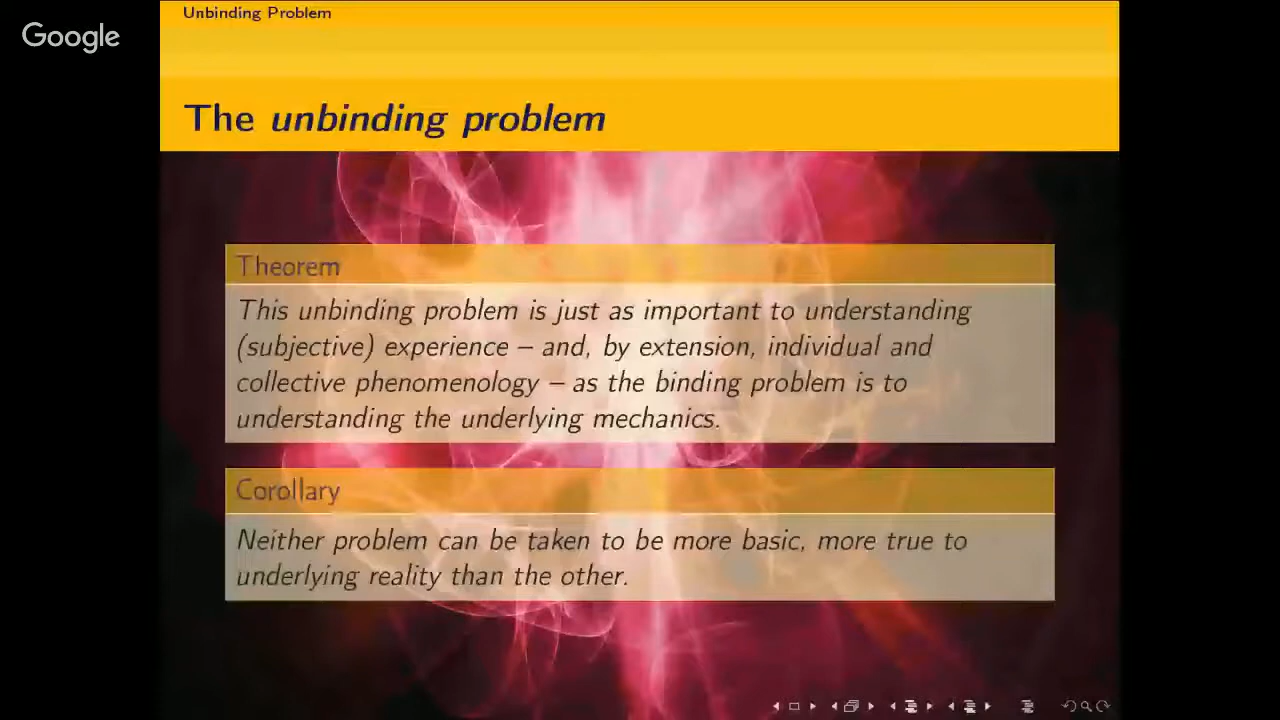 Unbinding Problem
Google
The unbinding problem
Theorem
This unbinding problem is just as important to understanding
(subjective) experience – and, by extension, individual and
collective phenomenology – as the binding problem is to
understanding the underlying mechanics.
Corollary
Neither problem can be taken to be more basic, more true to
underlying reality than the other.